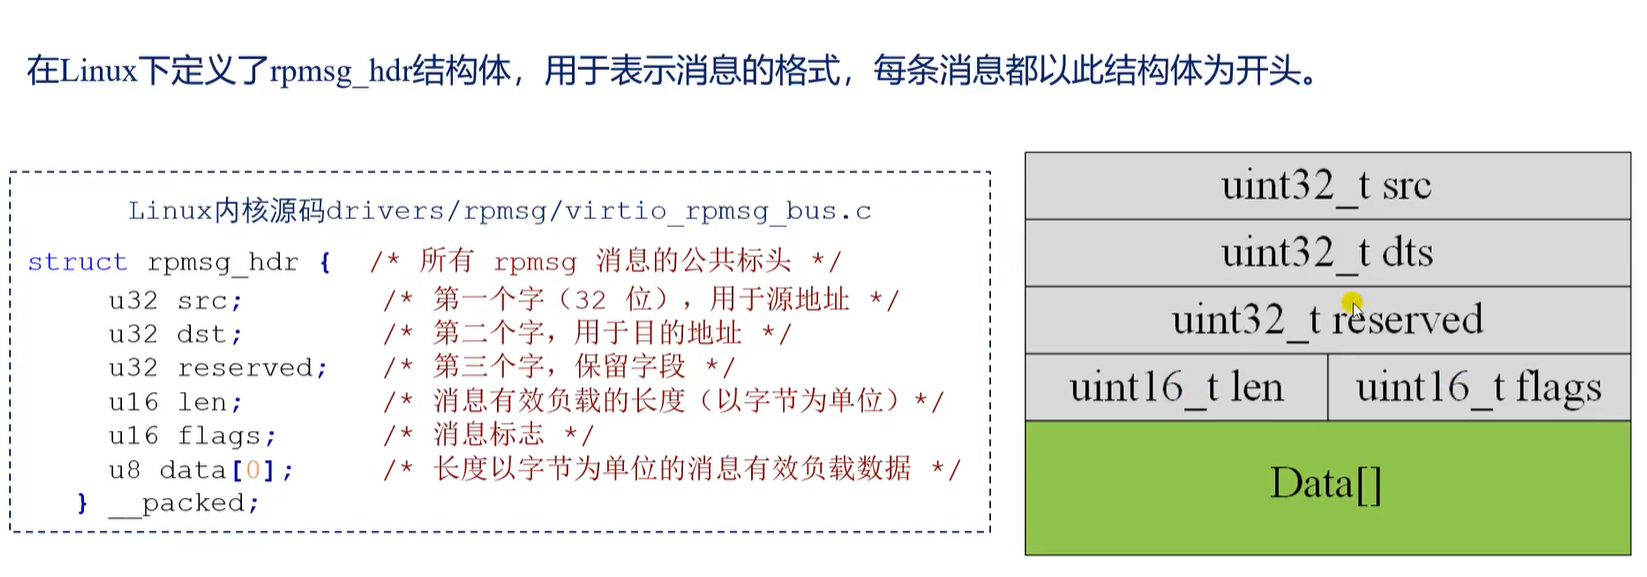 在Linux下定义了rpmsg_hdr结构体，用于表示消息的格式，每条消息都以此结构体为开头。
Linux内核源码drivers/rpmsg/virtio_rpmsg_bus.c
struct rpmsg_hdr { /* 所有 rpmsg 消息的公共标头 */
u32 src; /* 第一个字（32 位），用于源地址 */
u32 dst; /* 第二个字，用于目的地址 */
u32 reserved; /* 第三个字，保留字段 */
u16 len; /* 消息有效负载的长度（以字节为单位）*/
u16 flags; /* 消息标志 */
u8 data[0]; /* 长度以字节为单位的消息有效负载数据 */
} __packed;
uint32_t src
uint32_t dts
uint32_t reserved
uint16_t len
uint16_t flags
Data[]